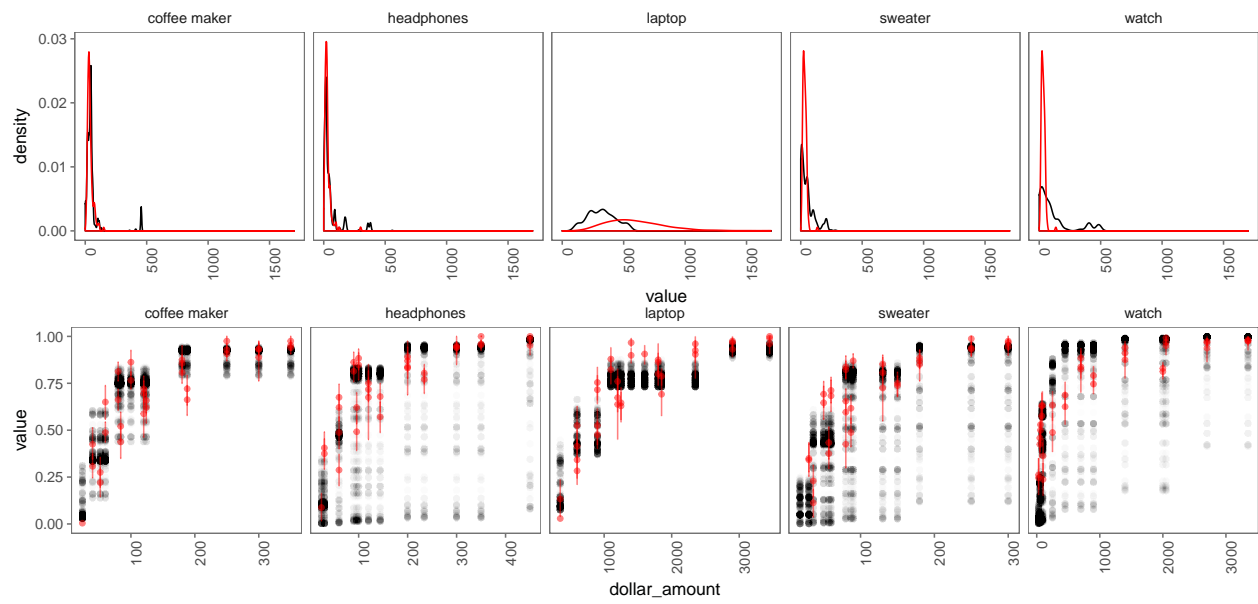 coffee maker headphones laptop sweater watch
0.03
0.02
0.01
0.00
density
0 500 1000 1500 0 500 1000 1500 0 500 1000 1500 0 500 1000 1500 0 500 1000 1500
value
coffee maker headphones laptop sweater watch
1.00
0.75
0.50
0.25
0.00
value
100 200 300 100 200 300 400 1000 2000 3000 100 200 300 0 1000 2000 3000
dollar_amount